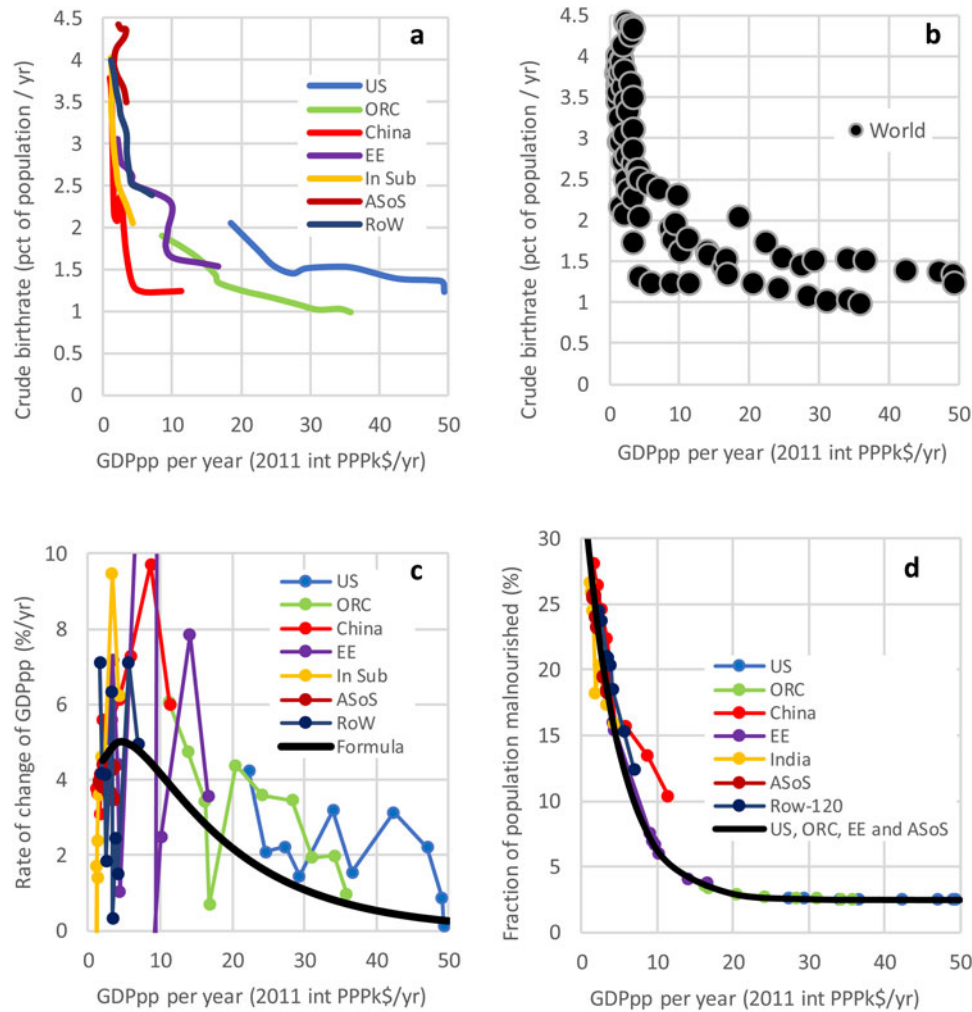 a
Crude birthrate (pct of population / yr)
4.5
4
3.5
3
2.5
2
1.5
1
0.5
0
US
ORC
China
EE
In Sub
ASoS
RoW
0 10 20 30 40 50
GDPpp per year (2011 int PPPk$/yr)
b
Crude birthrate (pct of population / yr)
4.5
4
3.5
3
2.5
2
1.5
1
0.5
0
World
0 10 20 30 40 50
GDPpp per year (2011 int PPPk$/yr)
c
Rate of change of GDPpp (%/yr)
10
8
6
4
2
0
US
ORC
China
EE
In Sub
ASoS
RoW
Formula
0 10 20 30 40 50
GDPpp per year (2011 int PPPk$/yr)
d
Fraction of population malnourished (%)
30
25
20
15
10
5
0
US
ORC
China
EE
India
ASoS
Row-120
US, ORC, EE and ASoS
0 10 20 30 40 50
GDPpp per year (2011 int PPPk$/yr)